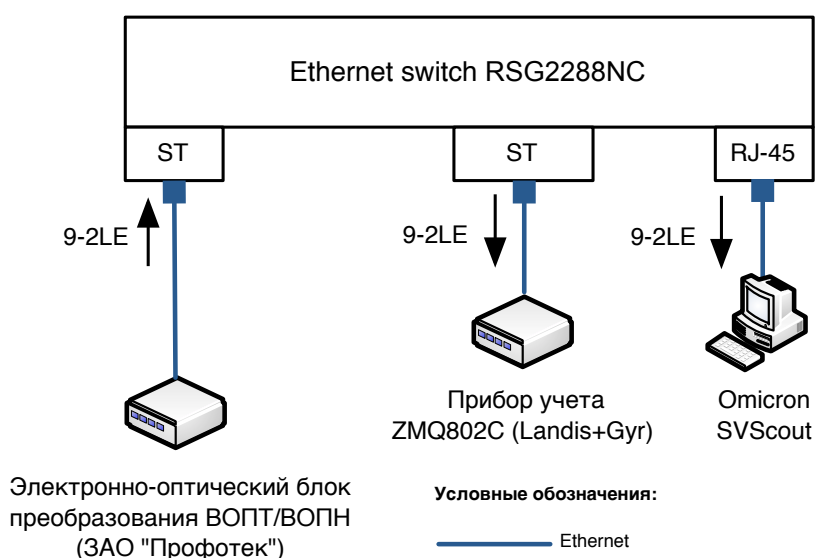 Ethernet switch RSG2288NC
ST
ST
RJ-45
9-2LE
9-2LE
9-2LE
Прибор учета
ZMQ802C (Landis+Gyr)
Omicron
SVScout
Электронно-оптический блок
преобразования ВОПТ/ВОПН
(ЗАО "Профотек")
Условные обозначения:
Ethernet